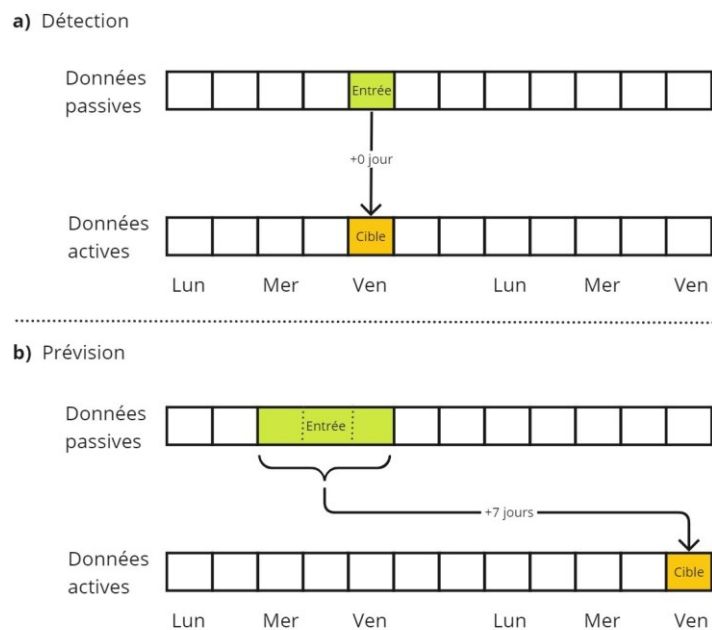 a) Détection
Données
passives
Entrée
+0 jour
Données
actives
Cible
Lun Mer Ven Lun Mer Ven
b) Prévision
Données
passives
Entrée
+7 jours
Données
actives
Cible
Lun Mer Ven Lun Mer Ven